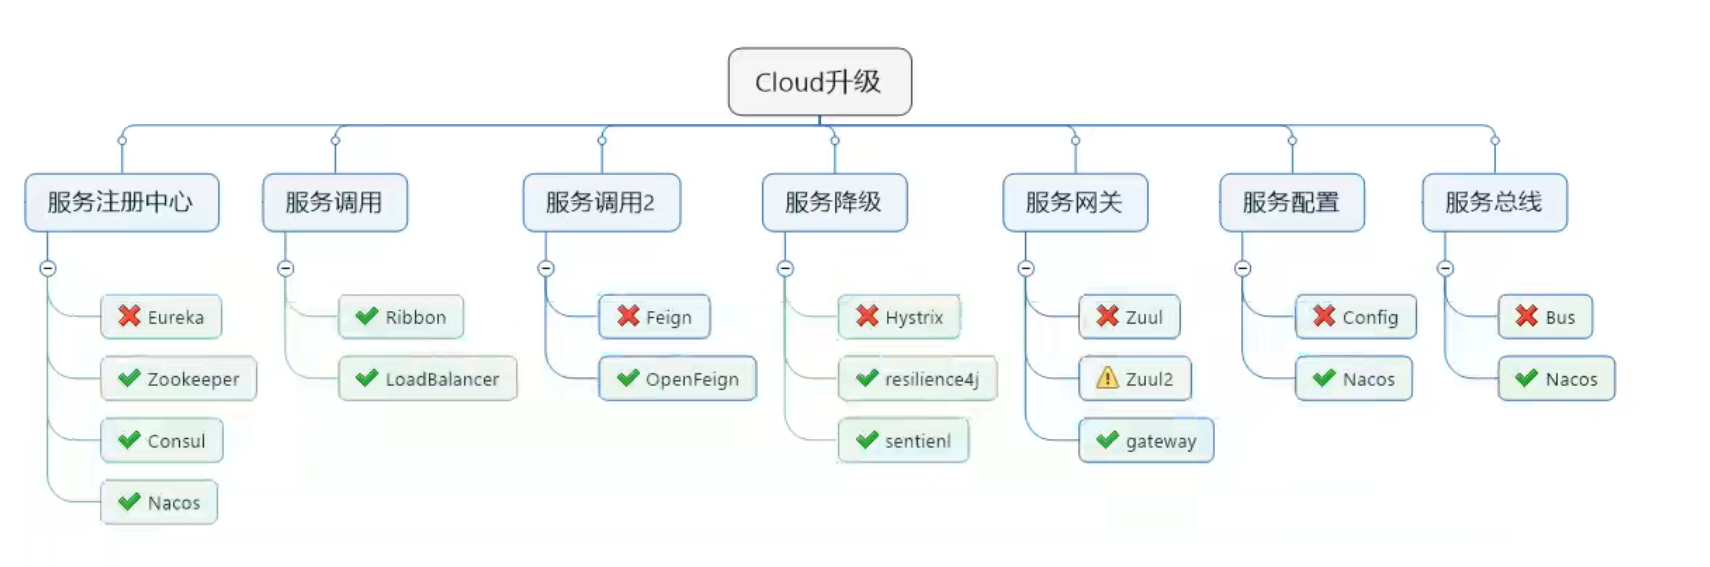 Cloud升级
服务注册中心
服务调用
服务调用2
服务降级
服务网关
服务配置
服务总线
Eureka
Zookeeper
Consul
Nacos
Ribbon
LoadBalancer
Feign
OpenFeign
Hystrix
resilience4j
sentienl
Zuul
Zuul2
gateway
Config
Nacos
Bus
Nacos